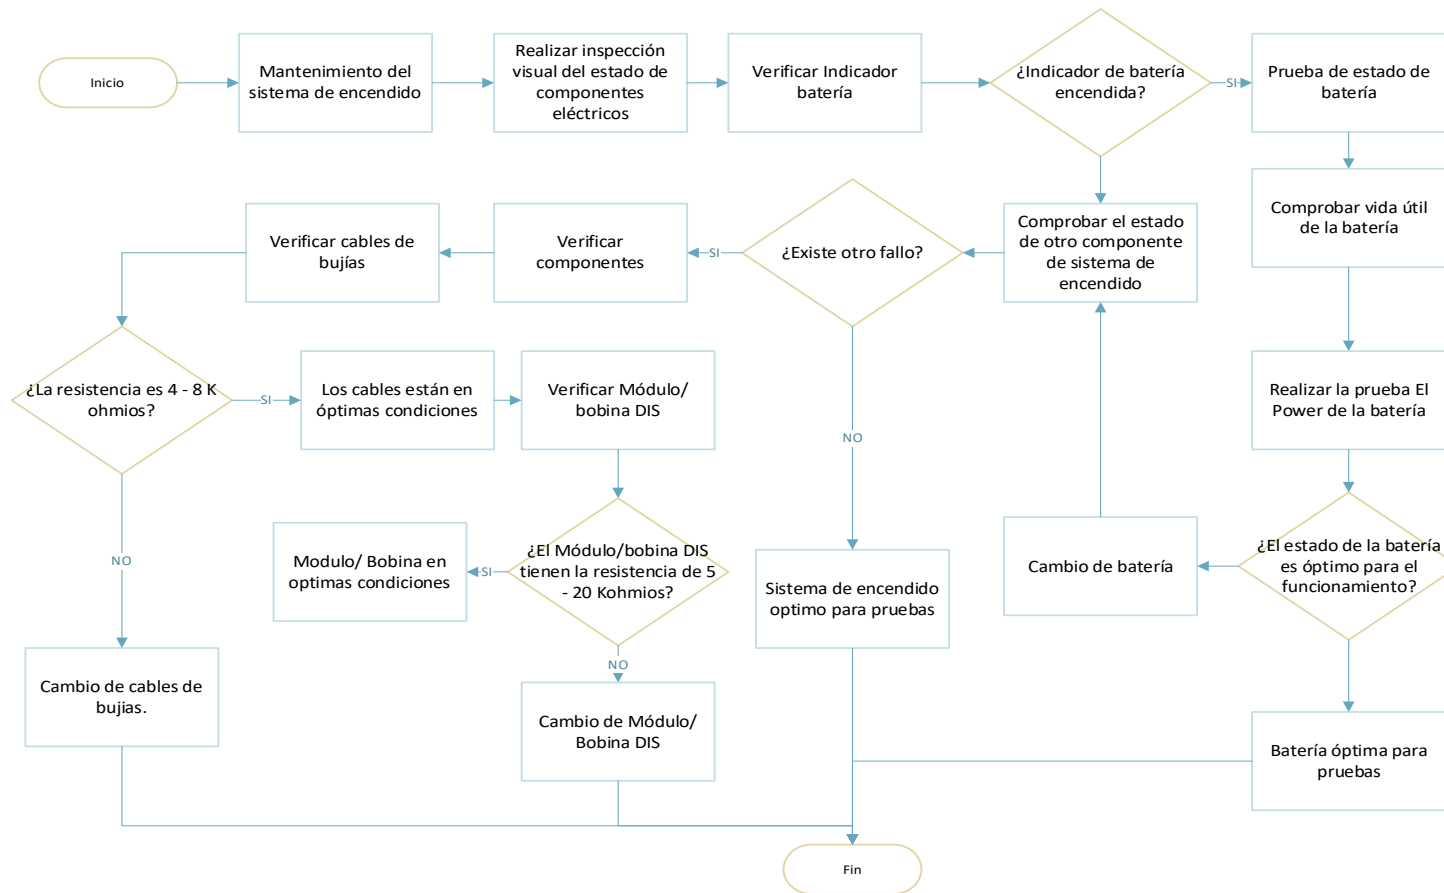 Inicio
Mantenimiento del
sistema de encendido
Realizar inspección
visual del estado de
componentes
eléctricos
Verificar Indicador
batería
¿Indicador de batería
encendida?
SI
Prueba de estado de
batería
Verificar cables de
bujías
Verificar
componentes
SI
¿Existe otro fallo?
Comprobar el estado
de otro componente
de sistema de
encendido
Comprobar vida útil
de la batería
¿La resistencia es 4 - 8 K
ohmios?
SI
Los cables están en
óptimas condiciones
Verificar Módulo/
bobina DIS
NO
Realizar la prueba El
Power de la batería
NO
Modulo/ Bobina en
optimas condiciones
SI
¿El Módulo/bobina DIS
tienen la resistencia de 5
- 20 Kohmios?
Sistema de encendido
optimo para pruebas
Cambio de batería
¿El estado de la batería
es óptimo para el
funcionamiento?
NO
Cambio de cables de
bujias.
Cambio de Módulo/
Bobina DIS
Batería óptima para
pruebas
Fin